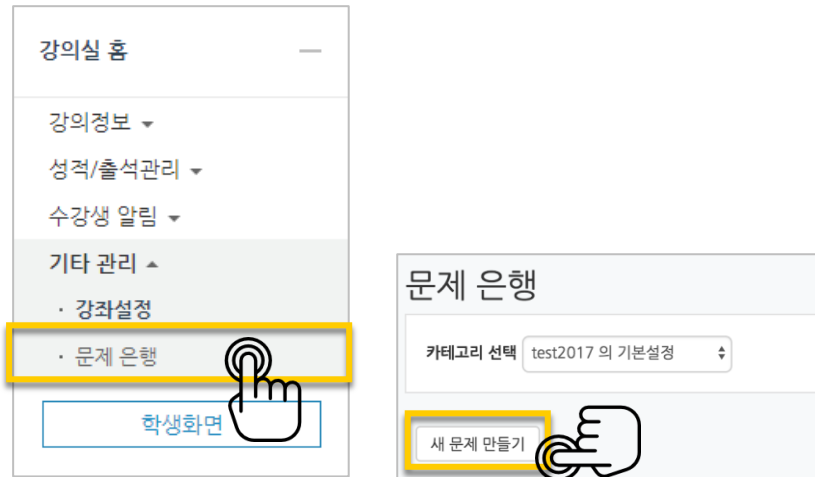 강의실 홈
강의정보
성적/출석관리
수강생 알림
기타 관리
· 강좌설정
· 문제 은행
학생화면
문제 은행
카테고리 선택 test2017 의 기본설정
새 문제 만들기